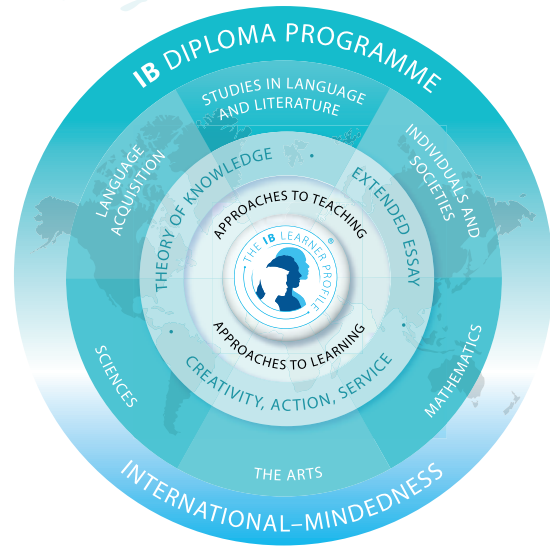 IB DIPLOMA PROGRAMME
STUDIES IN LANGUAGE
AND LITERATURE
LANGUAGE
ACQUISITION
INDIVIDUALS AND
SOCIETIES
THEORY OF KNOWLEDGE
EXTENDED ESSAY
APPROACHES TO TEACHING
THE IB LEARNER PROFILE
®
APPROACHES TO LEARNING
CREATIVITY, ACTION, SERVICE
SCIENCES
MATHEMATICS
THE ARTS
INTERNATIONAL–MINDEDNESS